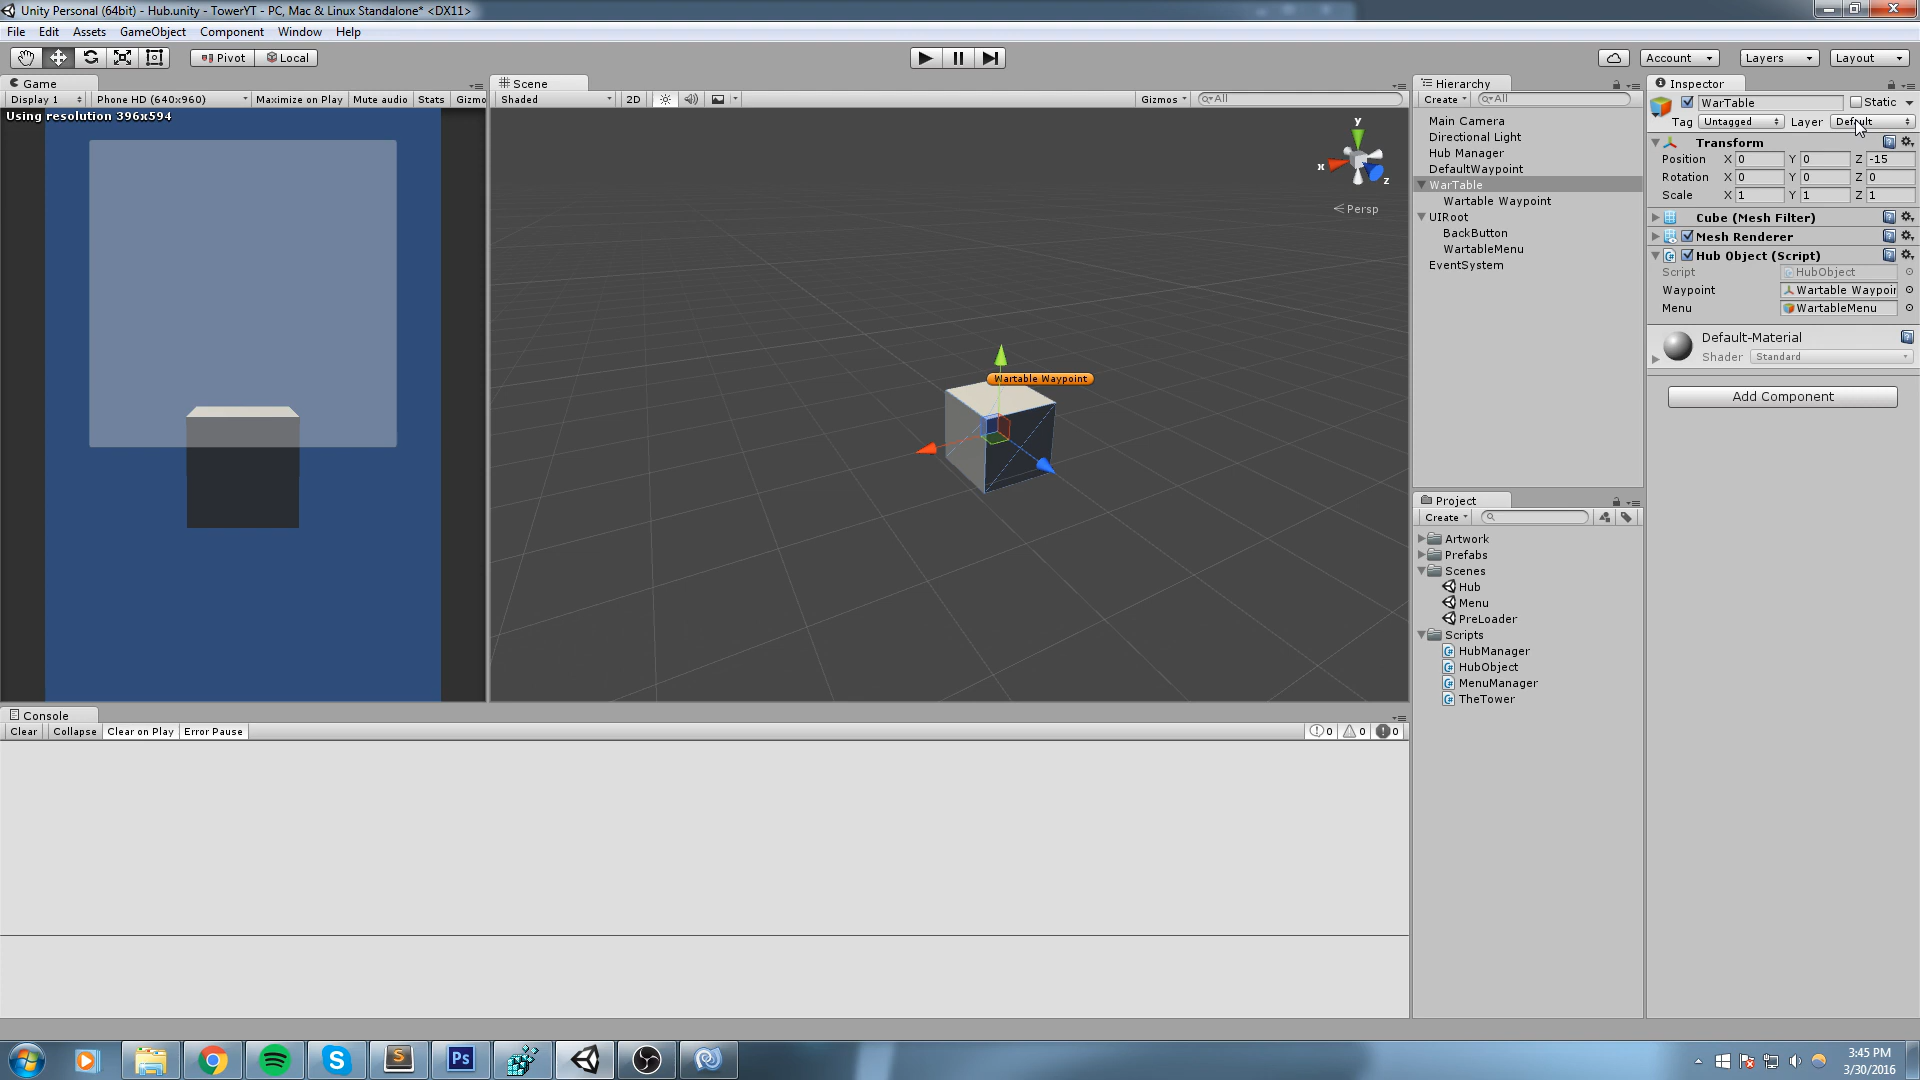 Unity Personal (64bit) - Hub.unity - TowerYT - PC, Mac & Linux Standalone* <DX11>
File Edit Assets GameObject Component Window Help
Pivot Local Account Layers Layout
Game
Display 1 Phone HD (640x960) Maximize on Play Mute audio Stats Gizmo
Using resolution 396x594
Scene
Shaded 2D Gizmos All
y
x
z
Persp
Wartable Waypoint
Hierarchy
Create All
Main Camera
Directional Light
Hub Manager
DefaultWaypoint
WarTable
Wartable Waypoint
UIRoot
BackButton
WartableMenu
EventSystem
Project
Create
Artwork
Prefabs
Scenes
Hub
Menu
PreLoader
Scripts
HubManager
HubObject
MenuManager
TheTower
Inspector
WarTable Static
Tag Untagged Layer Default
Transform
Position X 0 Y 0 Z -15
Rotation X 0 Y 0 Z 0
Scale X 1 Y 1 Z 1
Cube (Mesh Filter)
Mesh Renderer
Hub Object (Script)
Script HubObject
Waypoint Wartable Waypoir
Menu WartableMenu
Default-Material
Shader Standard
Add Component
Console
Clear Collapse Clear on Play Error Pause 0 0 0
Ps
3:45 PM
3/30/2016